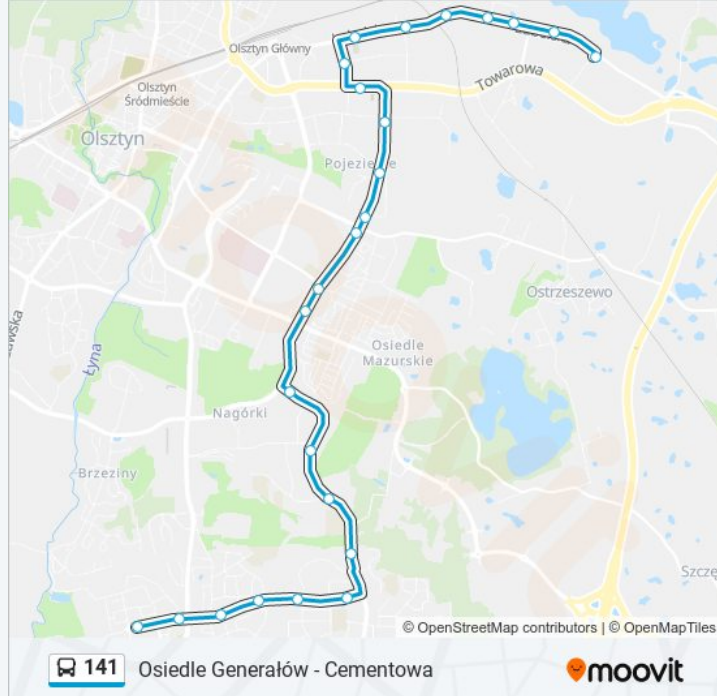 Olsztyn Główny
Towarowa
Olsztyn
Śródmieście
Olsztyn
Pojezierze
Ostrzeszewo
Łyna
Osiedle
Mazurskie
Nagórki
Brzeziny
Szczę
© OpenStreetMap contributors | © OpenMapTiles
141 Osiedle Generałów - Cementowa
moovit